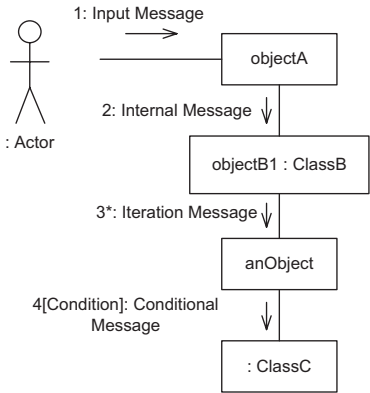 1: Input Message
objectA
: Actor
2: Internal Message
objectB1 : ClassB
3*: Iteration Message
anObject
4[Condition]: Conditional
Message
: ClassC